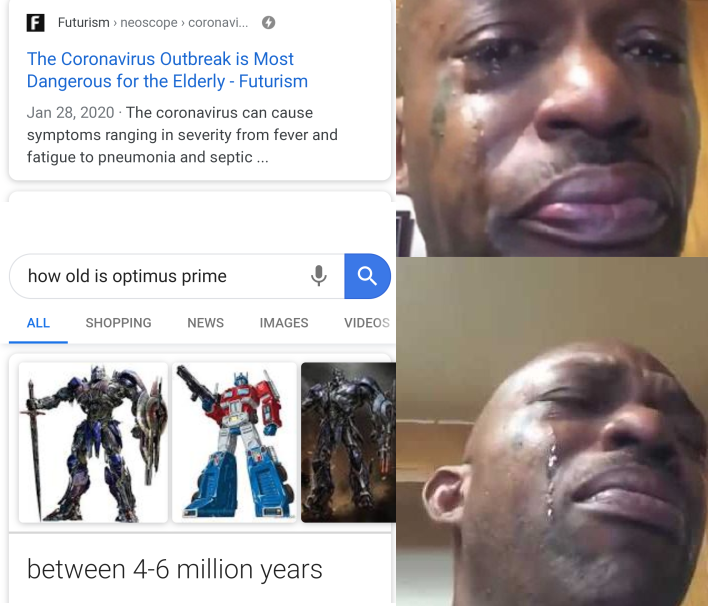 F Futurism › neoscope › coronavi...
The Coronavirus Outbreak is Most
Dangerous for the Elderly - Futurism
Jan 28, 2020 · The coronavirus can cause
symptoms ranging in severity from fever and
fatigue to pneumonia and septic ...
how old is optimus prime
ALL SHOPPING NEWS IMAGES VIDEOS
between 4-6 million years